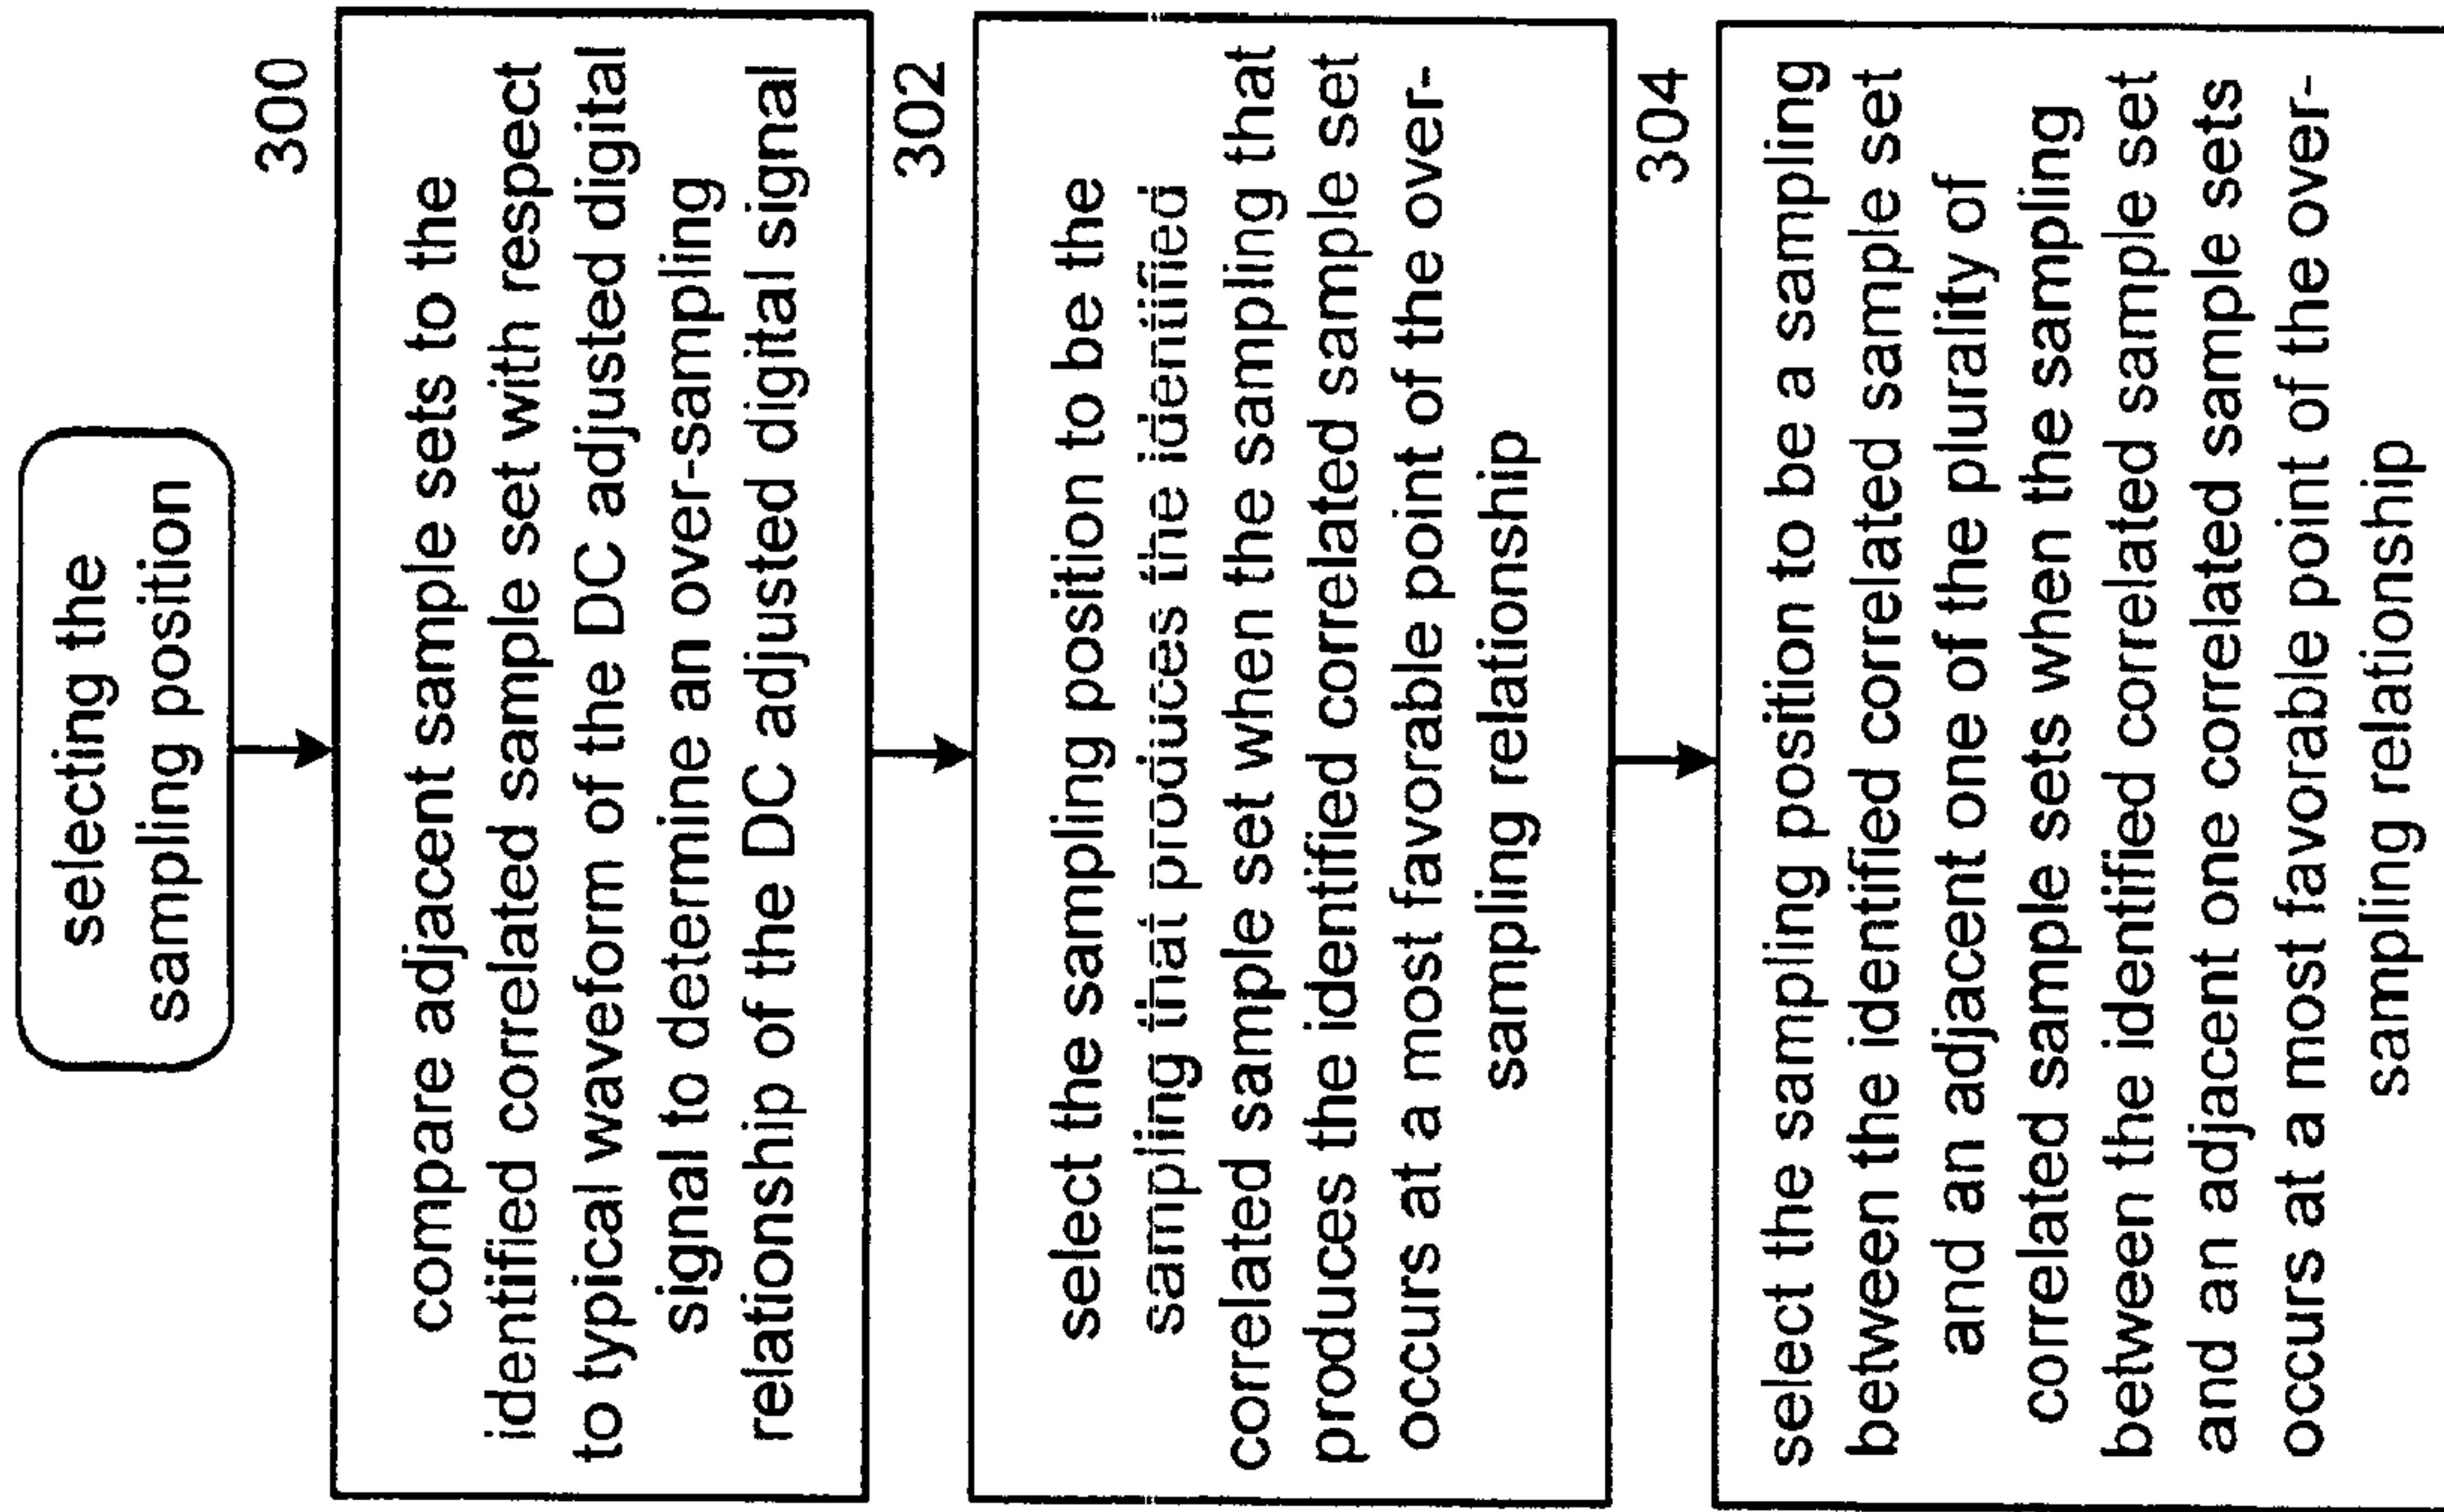 selecting the
sampling position
300
compare adjacent sample sets to the
identified correlated sample set with respect
to typical waveform of the DC adjusted digital
signal to determine an over-sampling
relationship of the DC adjusted digital signal
302
select the sampling position to be the
sampling that produces the identified
correlated sample set when the sampling that
produces the identified correlated sample set
occurs at a most favorable point of the over-
sampling relationship
304
select the sampling position to be a sampling
between the identified correlated sample set
and an adjacent one of the plurality of
correlated sample sets when the sampling
between the identified correlated sample set
and an adjacent one correlated sample sets
occurs at a most favorable point of the over-
sampling relationship